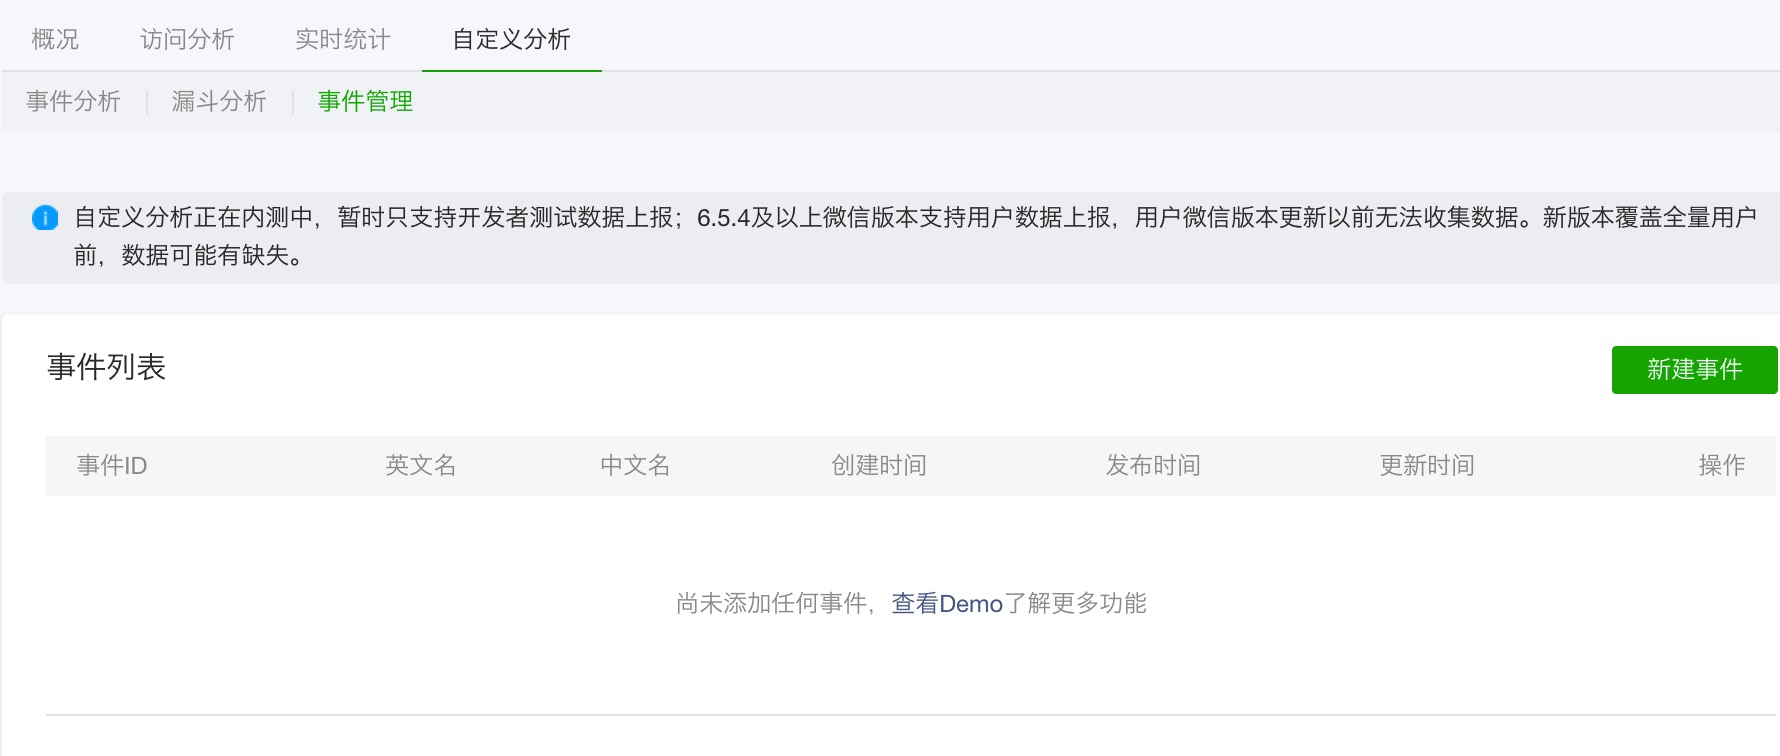 概况 访问分析 实时统计 自定义分析
事件分析 漏斗分析 事件管理
自定义分析正在内测中，暂时只支持开发者测试数据上报；6.5.4及以上微信版本支持用户数据上报，用户微信版本更新以前无法收集数据。新版本覆盖全量用户
前，数据可能有缺失。
事件列表 新建事件
事件ID 英文名 中文名 创建时间 发布时间 更新时间 操作
尚未添加任何事件，查看Demo了解更多功能